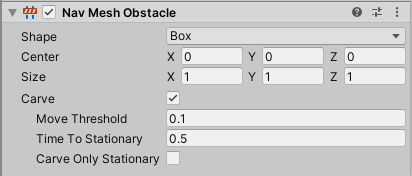 Nav Mesh Obstacle
Shape Box
Center X 0 Y 0 Z 0
Size X 1 Y 1 Z 1
Carve
Move Threshold 0.1
Time To Stationary 0.5
Carve Only Stationary